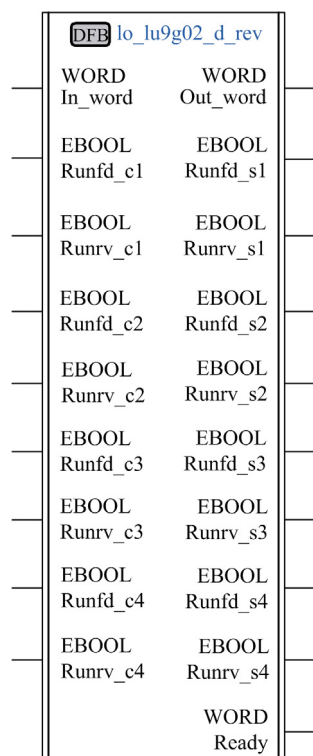 DFB lo_lu9g02_d_rev
WORD WORD
In_word Out_word
EBOOL EBOOL
Runfd_c1 Runfd_s1
EBOOL EBOOL
Runrv_c1 Runrv_s1
EBOOL EBOOL
Runfd_c2 Runfd_s2
EBOOL EBOOL
Runrv_c2 Runrv_s2
EBOOL EBOOL
Runfd_c3 Runfd_s3
EBOOL EBOOL
Runrv_c3 Runrv_s3
EBOOL EBOOL
Runfd_c4 Runfd_s4
EBOOL EBOOL
Runrv_c4 Runrv_s4
WORD
Ready